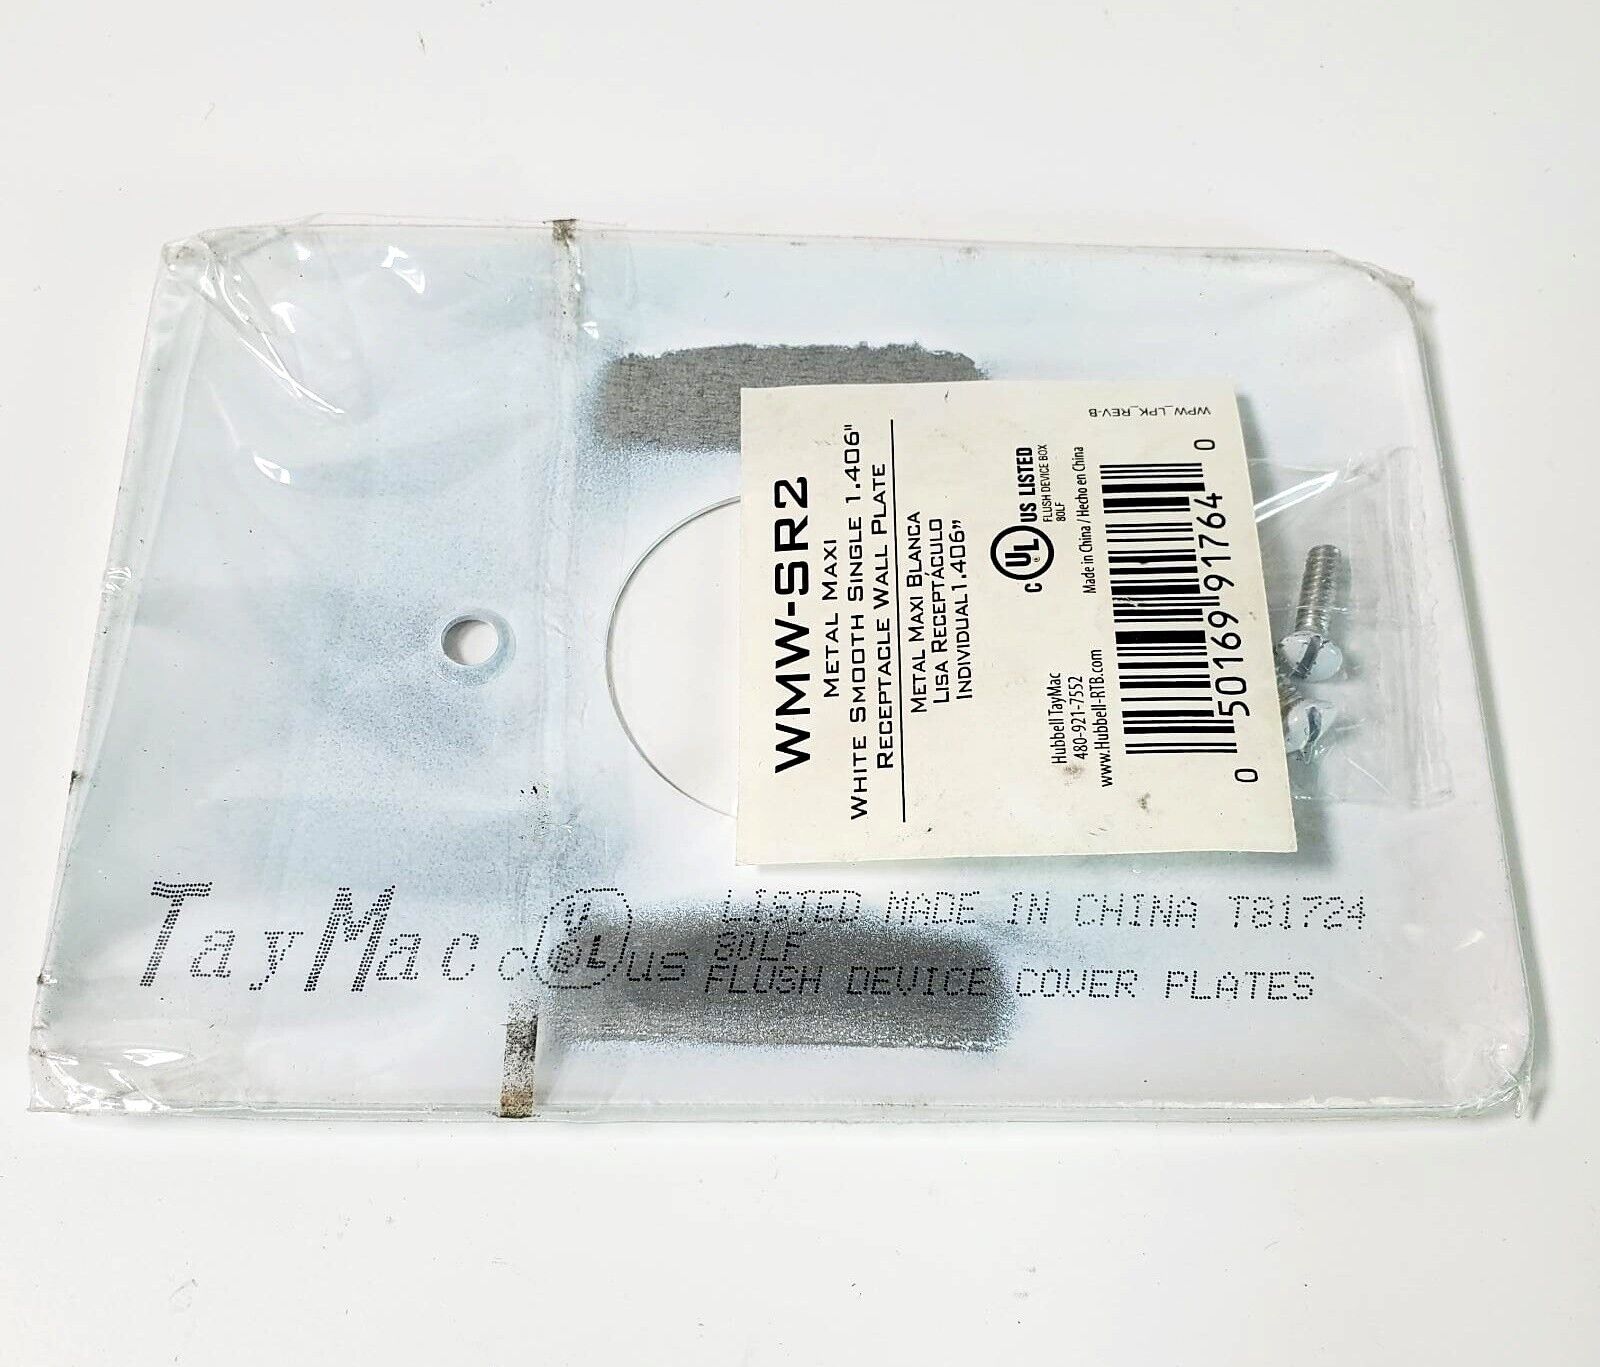 WMW-SR2
METAL MAXI
WHITE SMOOTH SINGLE 1.406"
RECEPTACLE WALL PLATE
METAL MAXI BLANCA
LISA RECEPTÁCULO
INDIVIDUAL 1.406”
C UL ® US LISTED
FLUSH DEVICE BOX
80LF
Hubbell TayMac
480-921-7552
www.Hubbell-RTB.com
Made in China / Hecho en China
0 50169 91764 0
WPW_LPK_REV-B
TayMac c UL ® us LISTED MADE IN CHINA TB1724
80LF
FLUSH DEVICE COVER PLATES